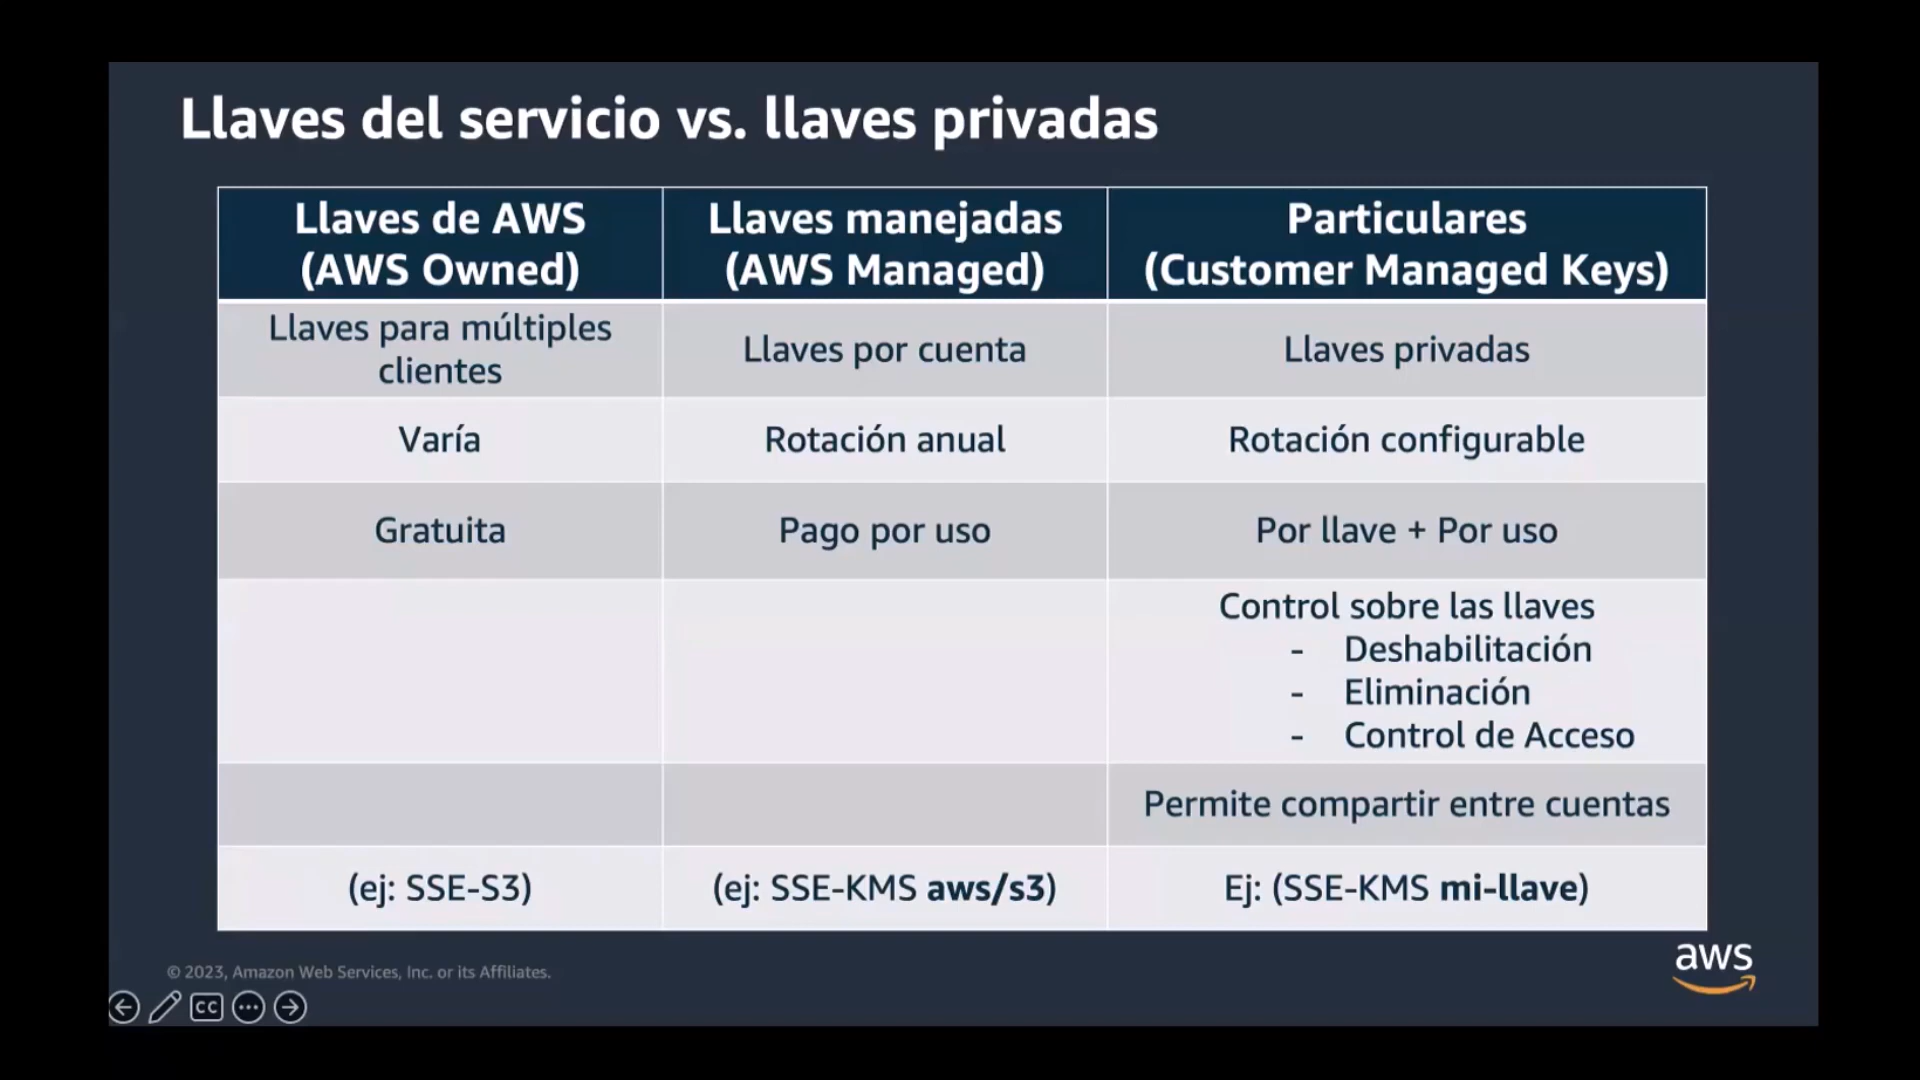 Llaves del servicio vs. llaves privadas
Llaves de AWS
(AWS Owned)
Llaves manejadas
(AWS Managed)
Particulares
(Customer Managed Keys)
Llaves para múltiples
clientes
Llaves por cuenta
Llaves privadas
Varía
Rotación anual
Rotación configurable
Gratuita
Pago por uso
Por llave + Por uso
Control sobre las llaves
- Deshabilitación
- Eliminación
- Control de Acceso
Permite compartir entre cuentas
(ej: SSE-S3)
(ej: SSE-KMS aws/s3)
Ej: (SSE-KMS mi-llave)
© 2023, Amazon Web Services, Inc. or its Affiliates.
aws
CC